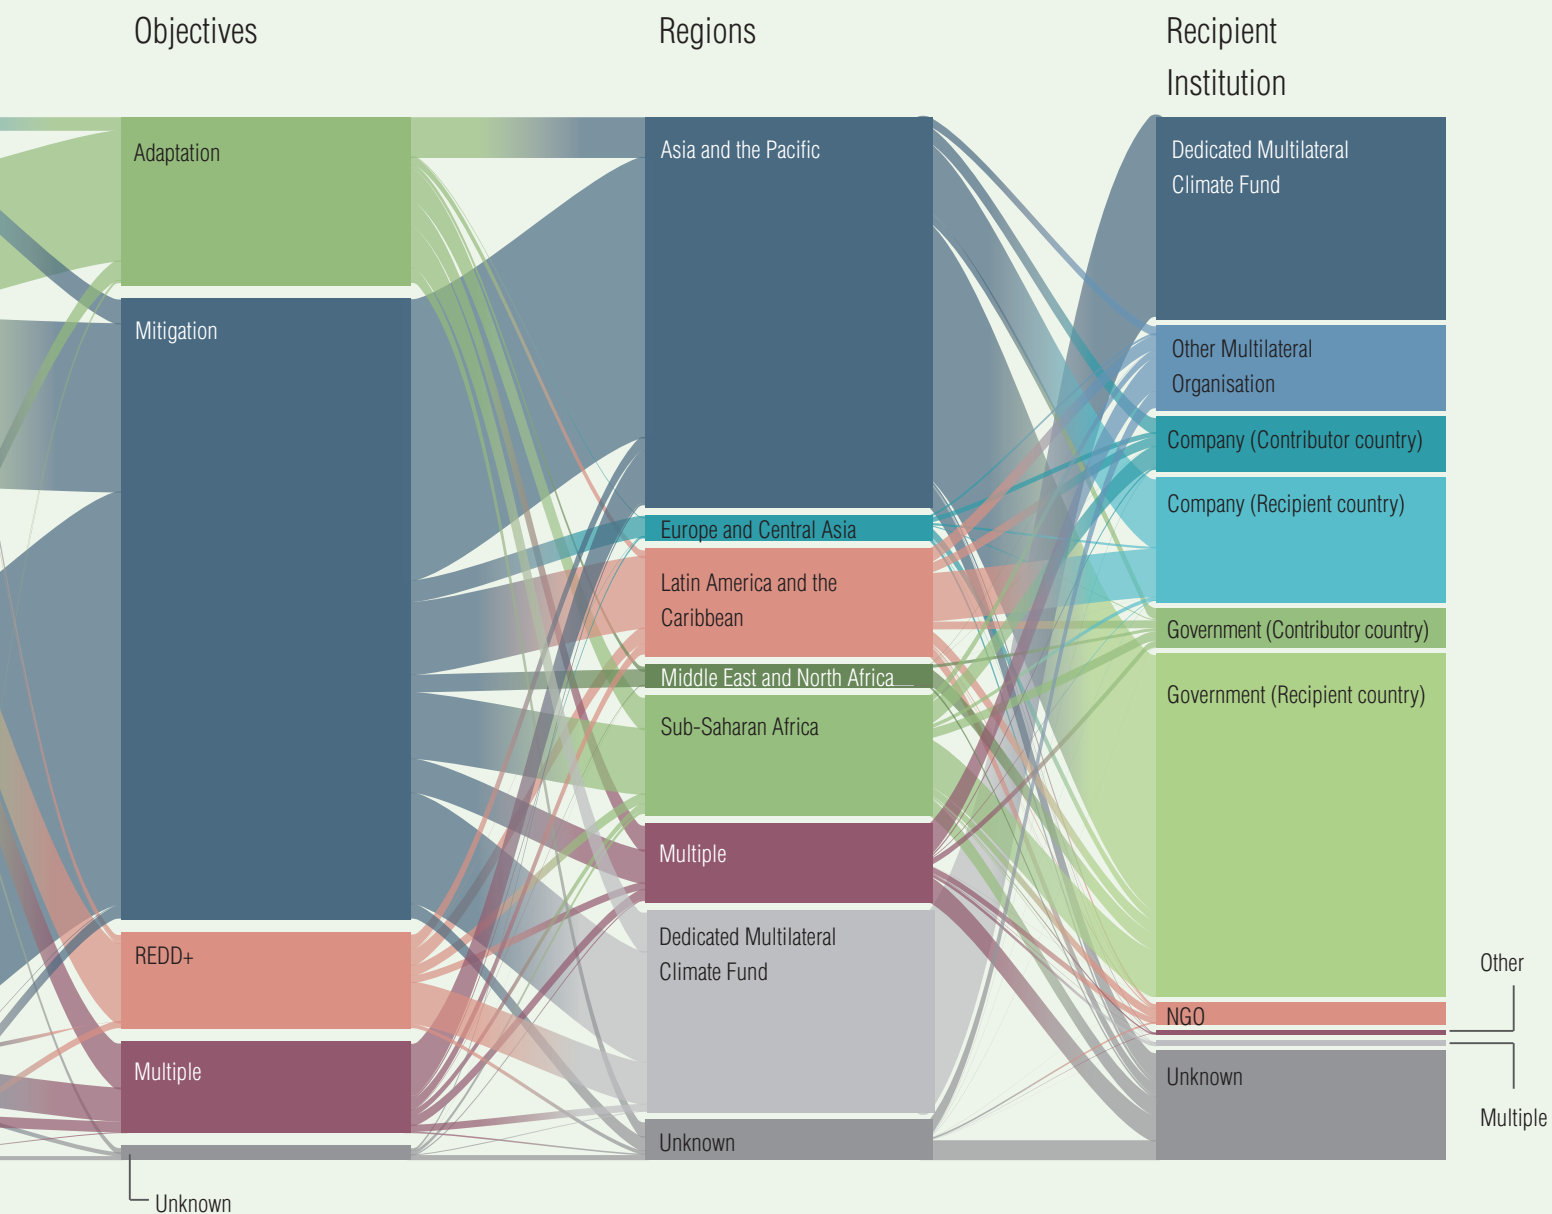 Objectives
Regions
Recipient
Institution
Adaptation
Mitigation
REDD+
Multiple
Unknown
Asia and the Pacific
Europe and Central Asia
Latin America and the
Caribbean
Middle East and North Africa
Sub-Saharan Africa
Multiple
Dedicated Multilateral
Climate Fund
Unknown
Dedicated Multilateral
Climate Fund
Other Multilateral
Organisation
Company (Contributor country)
Company (Recipient country)
Government (Contributor country)
Government (Recipient country)
NGO
Other
Multiple
Unknown